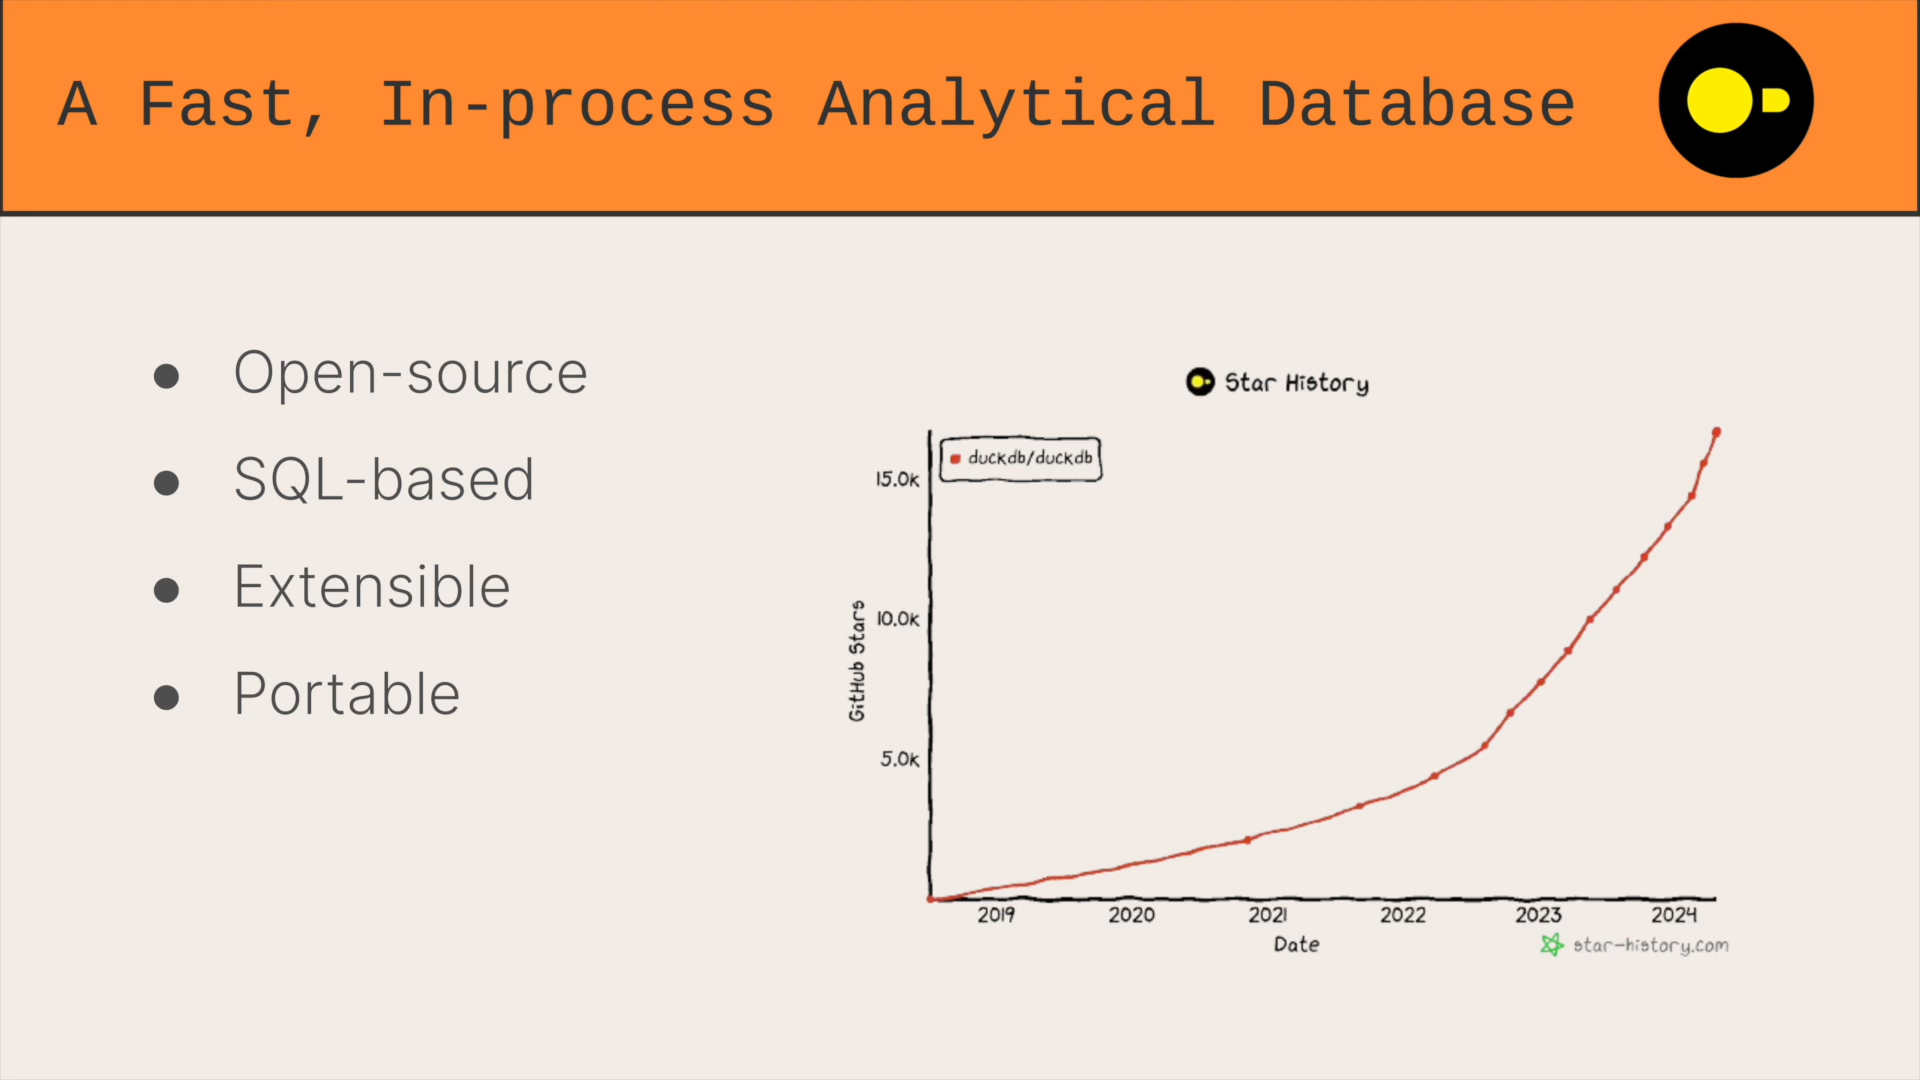 A Fast, In-process Analytical Database
● Open-source
● SQL-based
● Extensible
● Portable
Star History
duckdb/duckdb
15.0k
10.0k
5.0k
GitHub Stars
2019 2020 2021 2022 2023 2024
Date
star-history.com